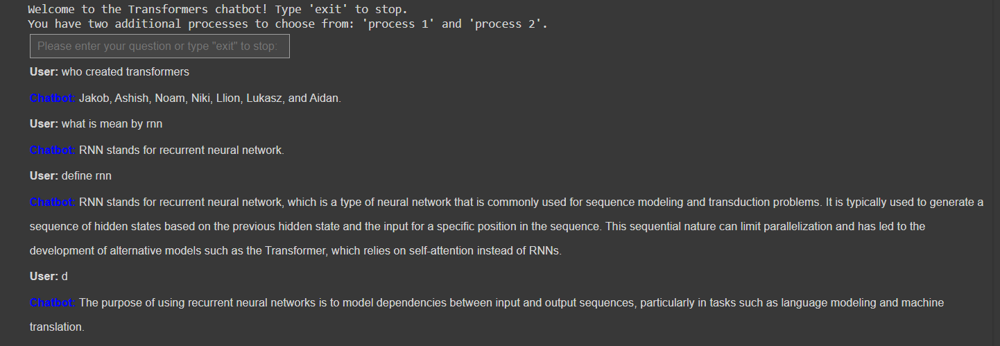 Welcome to the Transformers chatbot! Type 'exit' to stop.
You have two additional processes to choose from: 'process 1' and 'process 2'.
Please enter your question or type "exit" to stop:
User: who created transformers
Chatbot: Jakob, Ashish, Noam, Niki, Llion, Lukasz, and Aidan.
User: what is mean by rnn
Chatbot: RNN stands for recurrent neural network.
User: define rnn
Chatbot: RNN stands for recurrent neural network, which is a type of neural network that is commonly used for sequence modeling and transduction problems. It is typically used to generate a
sequence of hidden states based on the previous hidden state and the input for a specific position in the sequence. This sequential nature can limit parallelization and has led to the
development of alternative models such as the Transformer, which relies on self-attention instead of RNNs.
User: d
Chatbot: The purpose of using recurrent neural networks is to model dependencies between input and output sequences, particularly in tasks such as language modeling and machine
translation.